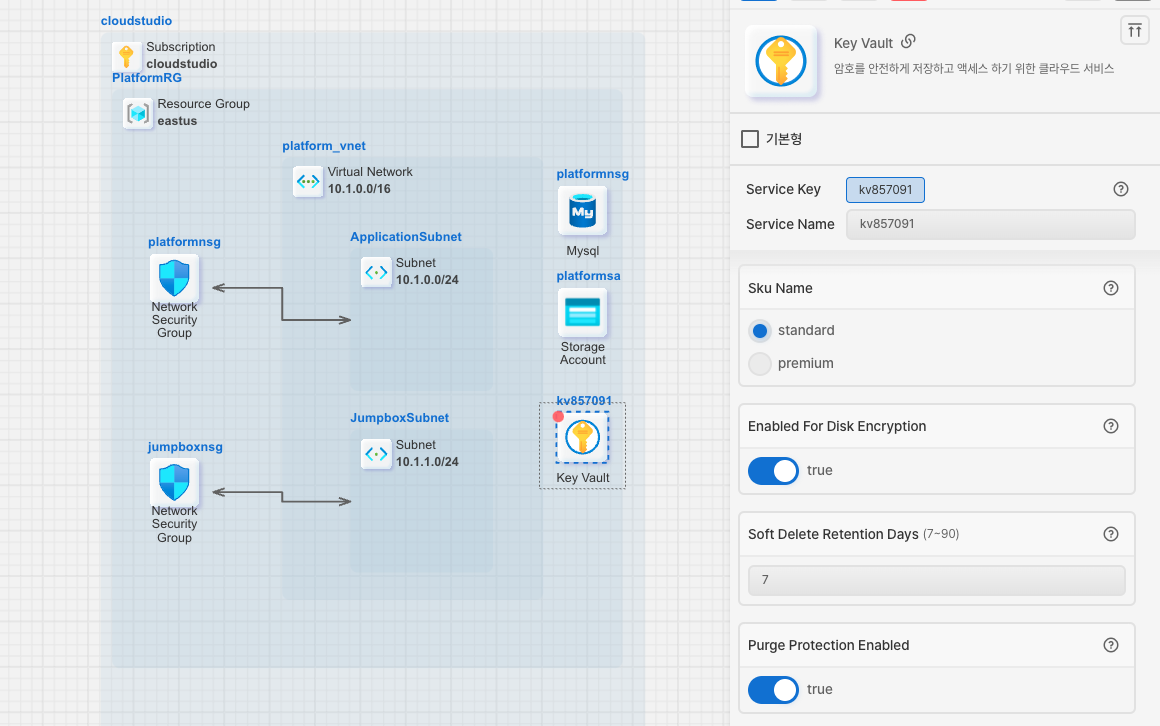 cloudstudio
Subscription
cloudstudio
PlatformRG
Resource Group
eastus
platform_vnet
Virtual Network
10.1.0.0/16
platformnsg
Mysql
platformnsg
Network
Security
Group
ApplicationSubnet
Subnet
10.1.0.0/24
platformsa
Storage
Account
jumpboxnsg
Network
Security
Group
JumpboxSubnet
Subnet
10.1.1.0/24
kv857091
Key Vault
Key Vault
암호를 안전하게 저장하고 액세스 하기 위한 클라우드 서비스
기본형
Service Key
kv857091
Service Name
kv857091
Sku Name
standard
premium
Enabled For Disk Encryption
true
Soft Delete Retention Days (7~90)
7
Purge Protection Enabled
true